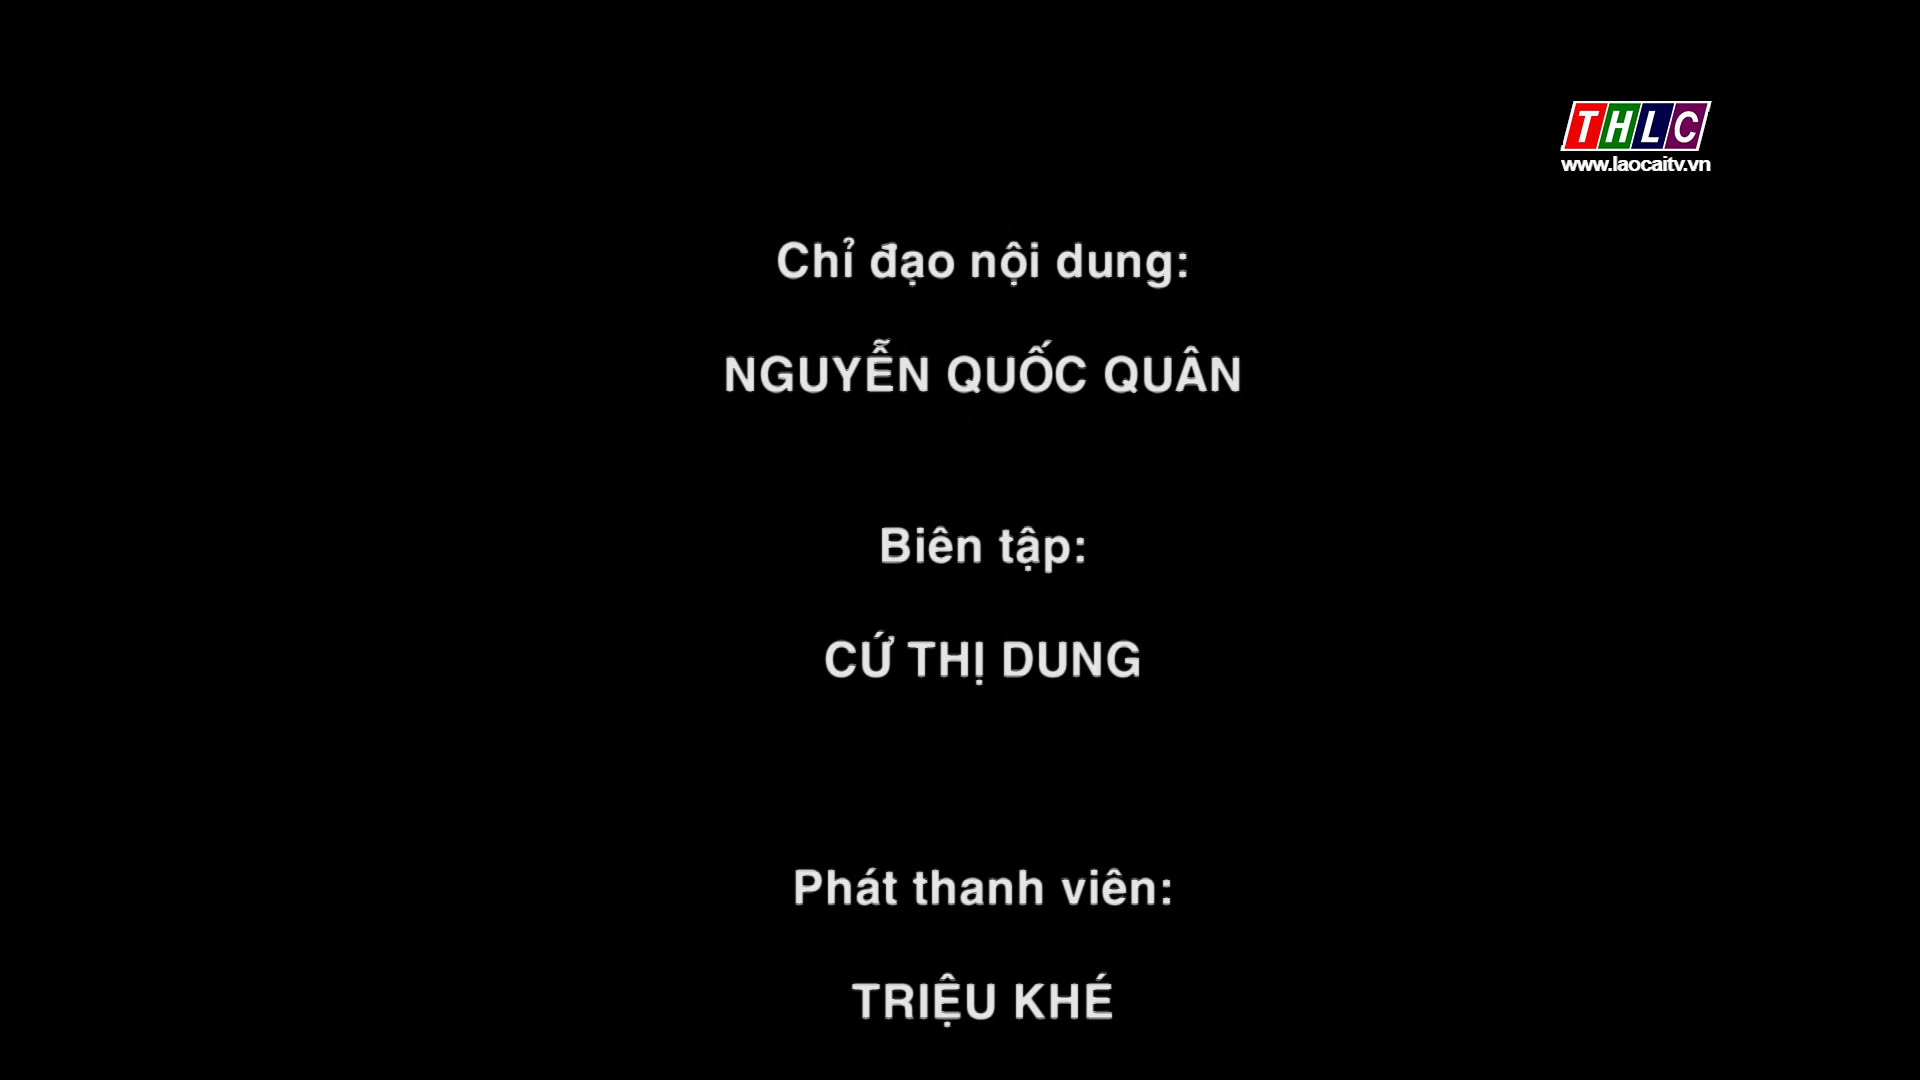 THLC
www.laocaitv.vn
Chỉ đạo nội dung:
NGUYỄN QUỐC QUÂN
Biên tập:
CỨ THỊ DUNG
Phát thanh viên:
TRIỆU KHÉ